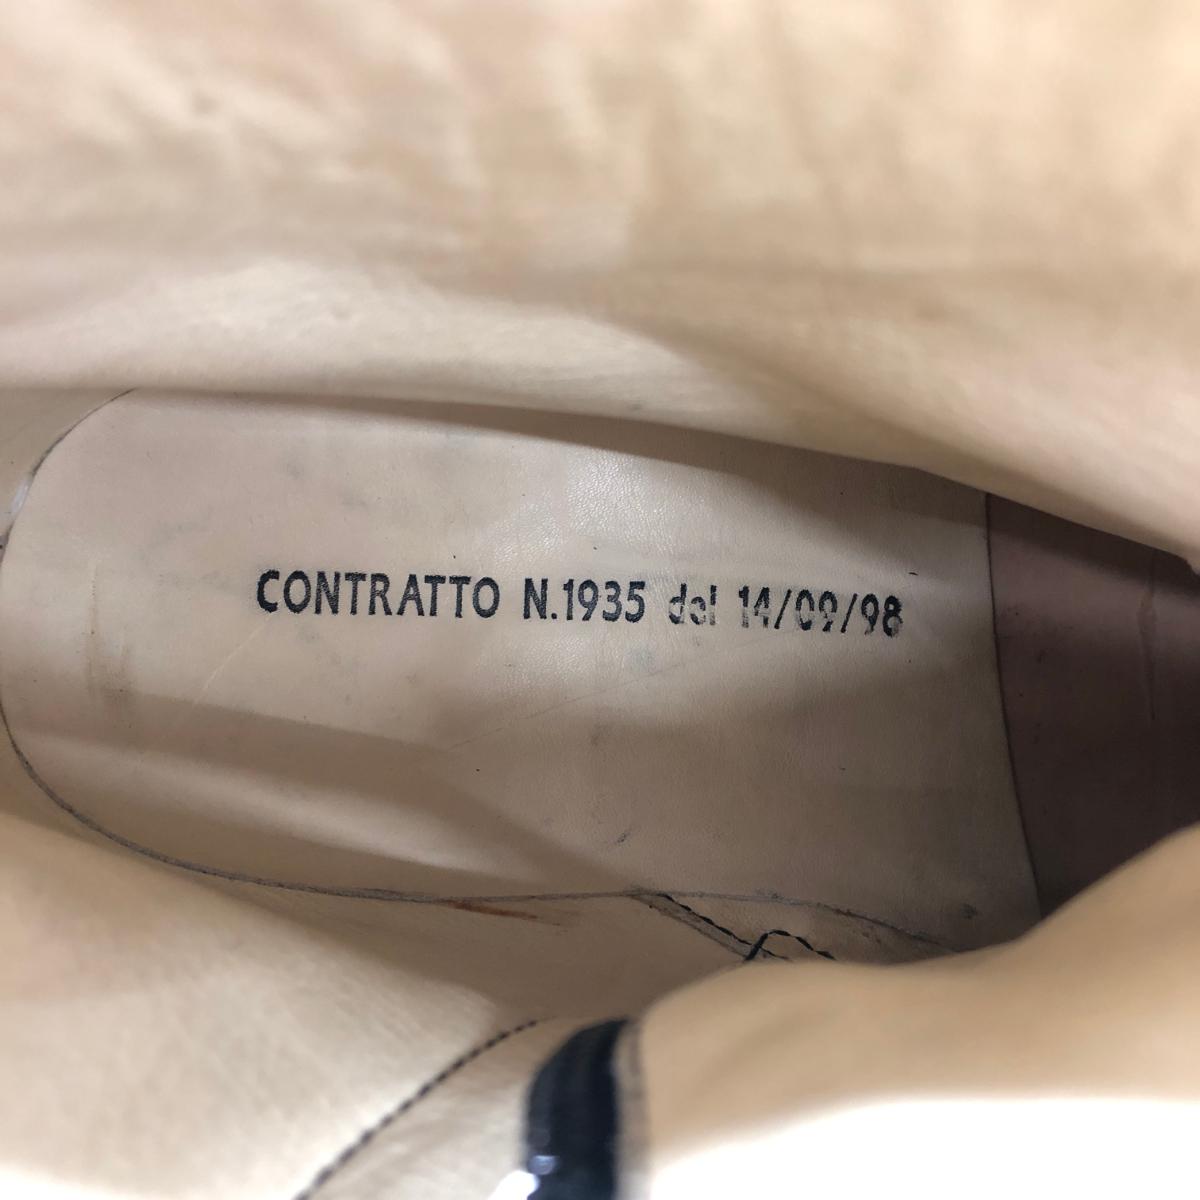 CONTRATTO N.1935 del 14/09/98